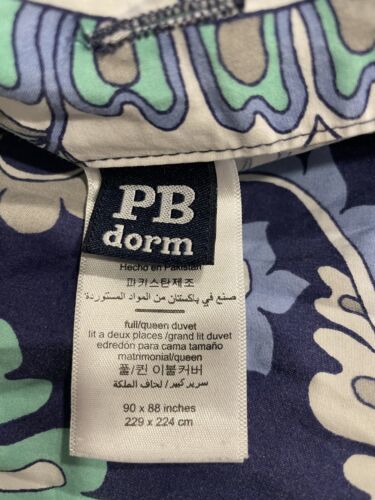 PB
dorm
Hecho en Pakistan
파키스탄제조
صنع في باكستان من المواد المستوردة
full/queen duvet
lit a deux places/grand lit duvet
edredón para cama tamaño
matrimonial/queen
풀/퀸 이불커버
سرير كبير/ لحاف الملكة
90 x 88 inches
229 x 224 cm